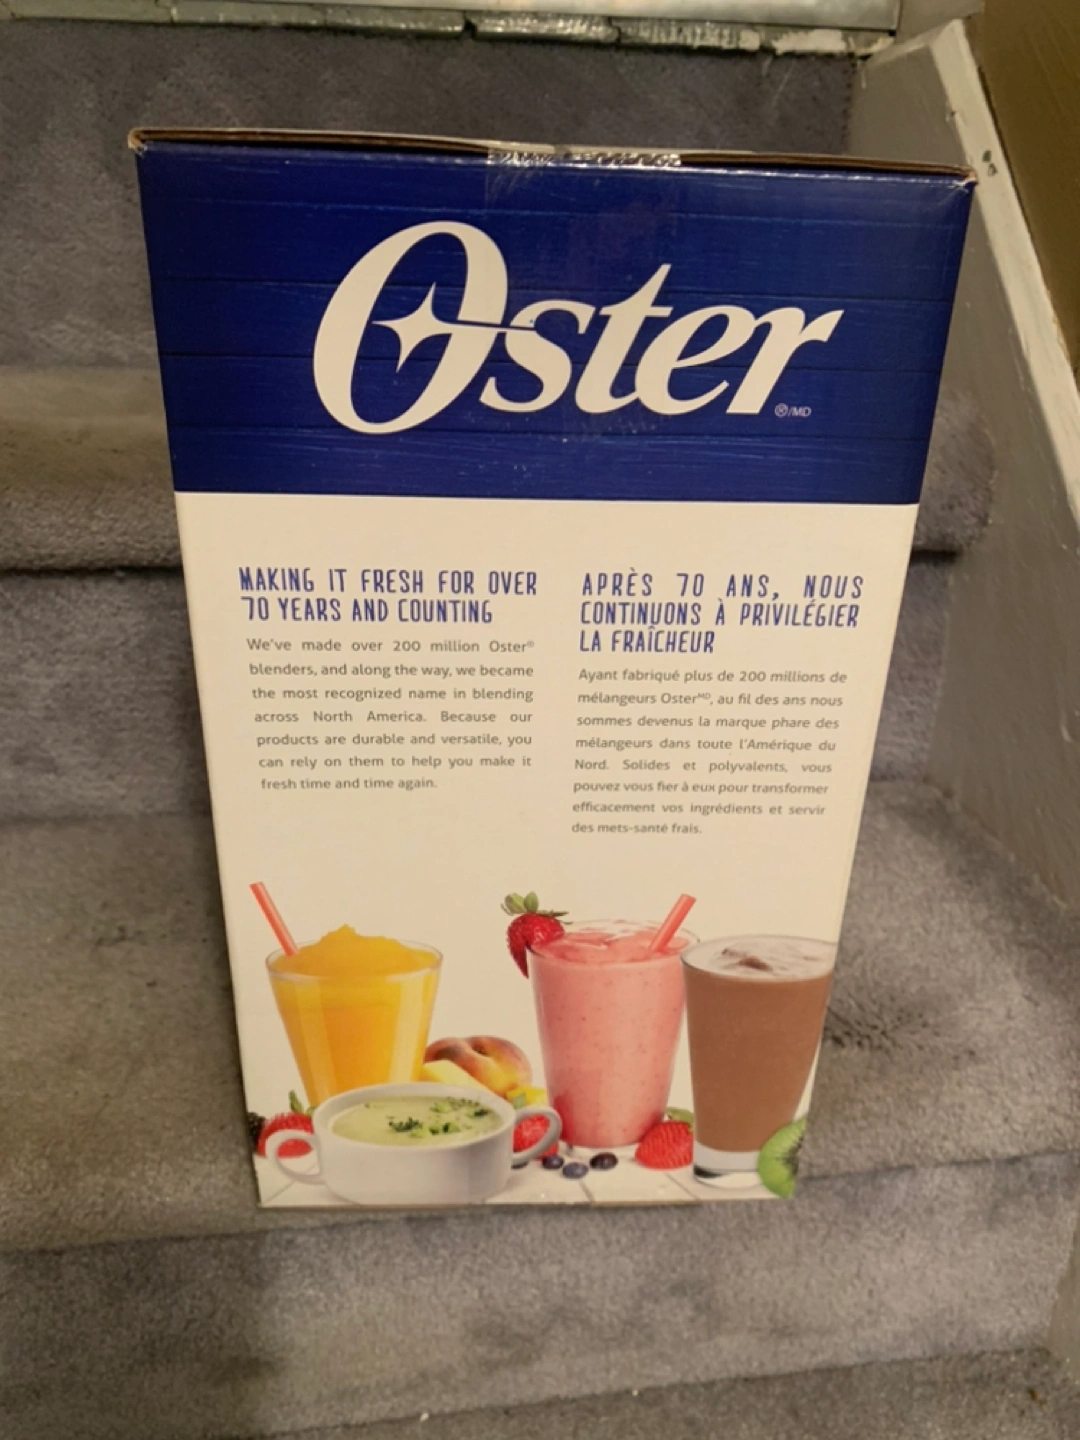 Oster
®/MD
MAKING IT FRESH FOR OVER
70 YEARS AND COUNTING
We've made over 200 million Oster®
blenders, and along the way, we became
the most recognized name in blending
across North America. Because our
products are durable and versatile, you
can rely on them to help you make it
fresh time and time again.
APRÈS 70 ANS, NOUS
CONTINUONS À PRIVILÉGIER
LA FRAÎCHEUR
Ayant fabriqué plus de 200 millions de
mélangeurs Osterᴹᴰ, au fil des ans nous
sommes devenus la marque phare des
mélangeurs dans toute l'Amérique du
Nord. Solides et polyvalents, vous
pouvez vous fier à eux pour transformer
efficacement vos ingrédients et servir
des mets-santé frais.